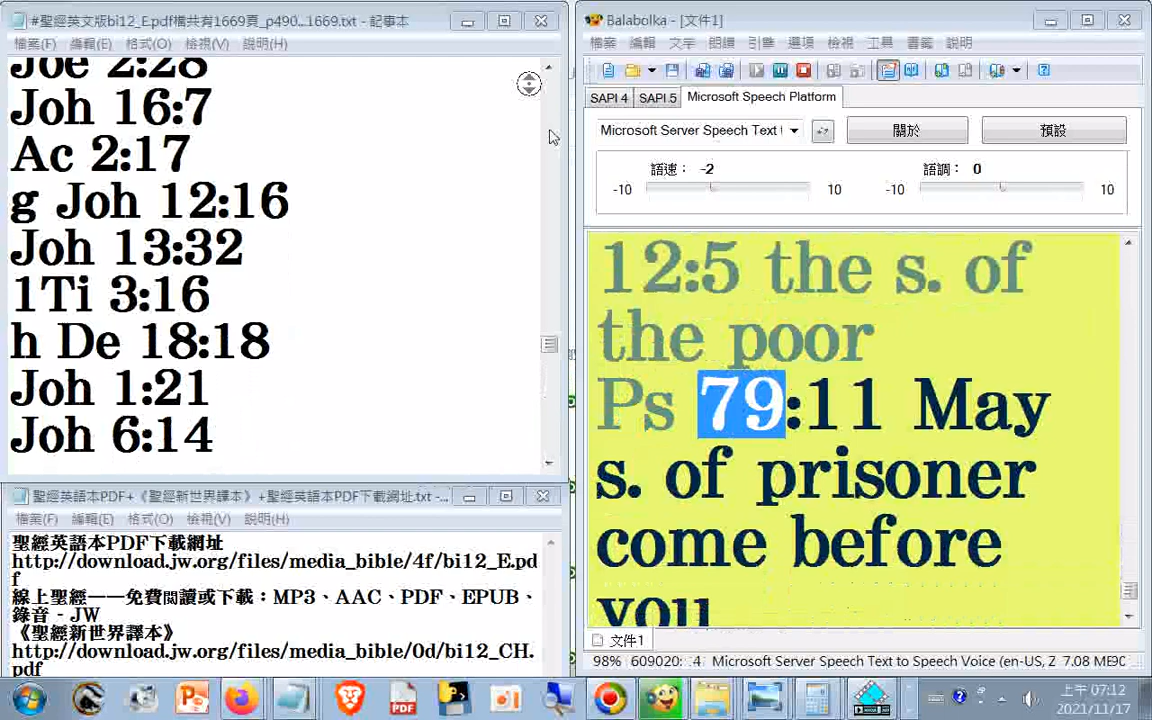 #聖經英文版bi12_E.pdf檔共有1669頁_p490...1669.txt - 記事本
檔案(F) 編輯(E) 格式(O) 檢視(V) 說明(H)
Joe 2:28
Joh 16:7
Ac 2:17
g Joh 12:16
Joh 13:32
1Ti 3:16
h De 18:18
Joh 1:21
Joh 6:14
聖經英語本PDF+《聖經新世界譯本》+聖經英語本PDF下載網址.txt -...
檔案(F) 編輯(E) 格式(O) 檢視(V) 說明(H)
聖經英語本PDF下載網址
http://download.jw.org/files/media_bible/4f/bi12_E.pd
f
線上聖經——免費閱讀或下載：MP3、AAC、PDF、EPUB、
錄音 - JW
《聖經新世界譯本》
http://download.jw.org/files/media_bible/0d/bi12_CH.
pdf
Balabolka - [文件1]
檔案 編輯 文字 朗讀 引擎 選項 檢視 工具 書籤 說明
SAPI 4 SAPI 5 Microsoft Speech Platform
Microsoft Server Speech Text 關於 預設
語速： -2 語調： 0
-10 10 -10 10
12:5 the s. of
the poor
Ps 79:11 May
s. of prisoner
come before
you
文件1
98% 609020: .4 Microsoft Server Speech Text to Speech Voice (en-US, Z 7.08 ME9C
PDF
上午 07:12
2021/11/17